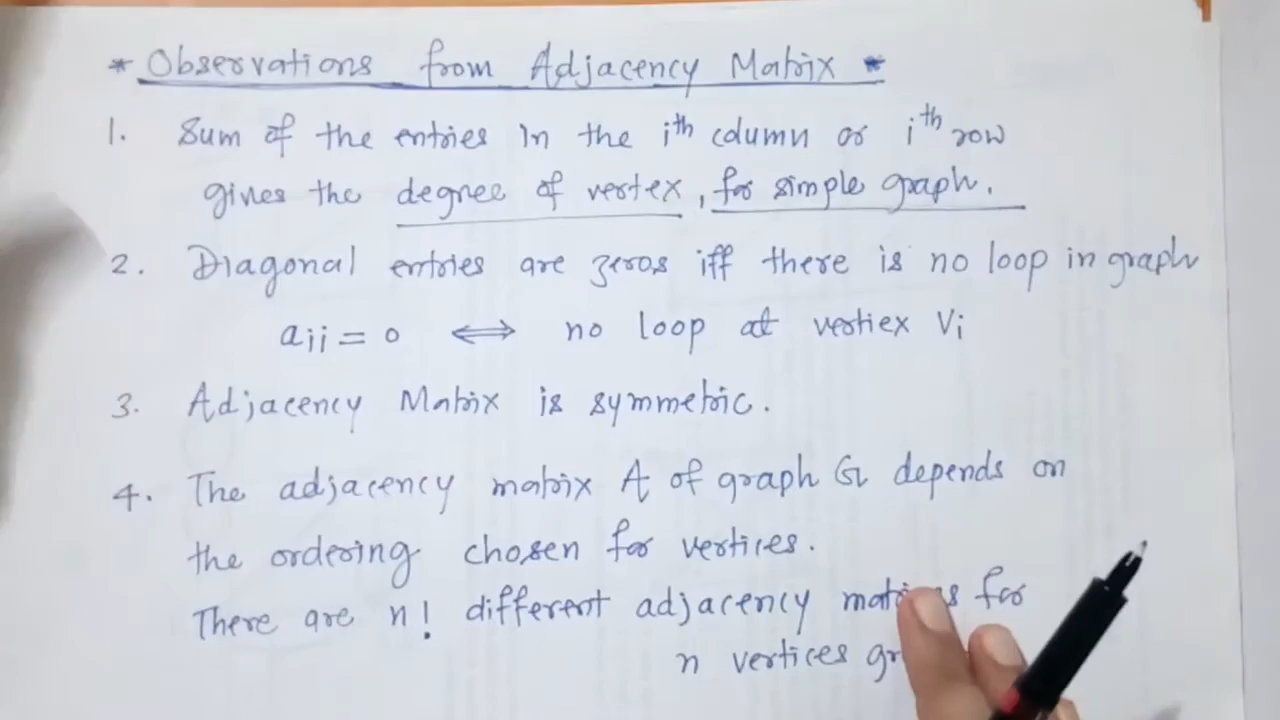 * Observations from Adjacency Matrix *
1. Sum of the entries in the ith column or ith row
gives the degree of vertex, for simple graph.
2. Diagonal entries are zeros iff there is no loop in graph
aii = 0 ⟺ no loop at vertiex Vi
3. Adjacency Matrix is symmetric.
4. The adjacency matrix A of graph G depends on
the ordering chosen for vertices.
There are n! different adjacency for
n vertices